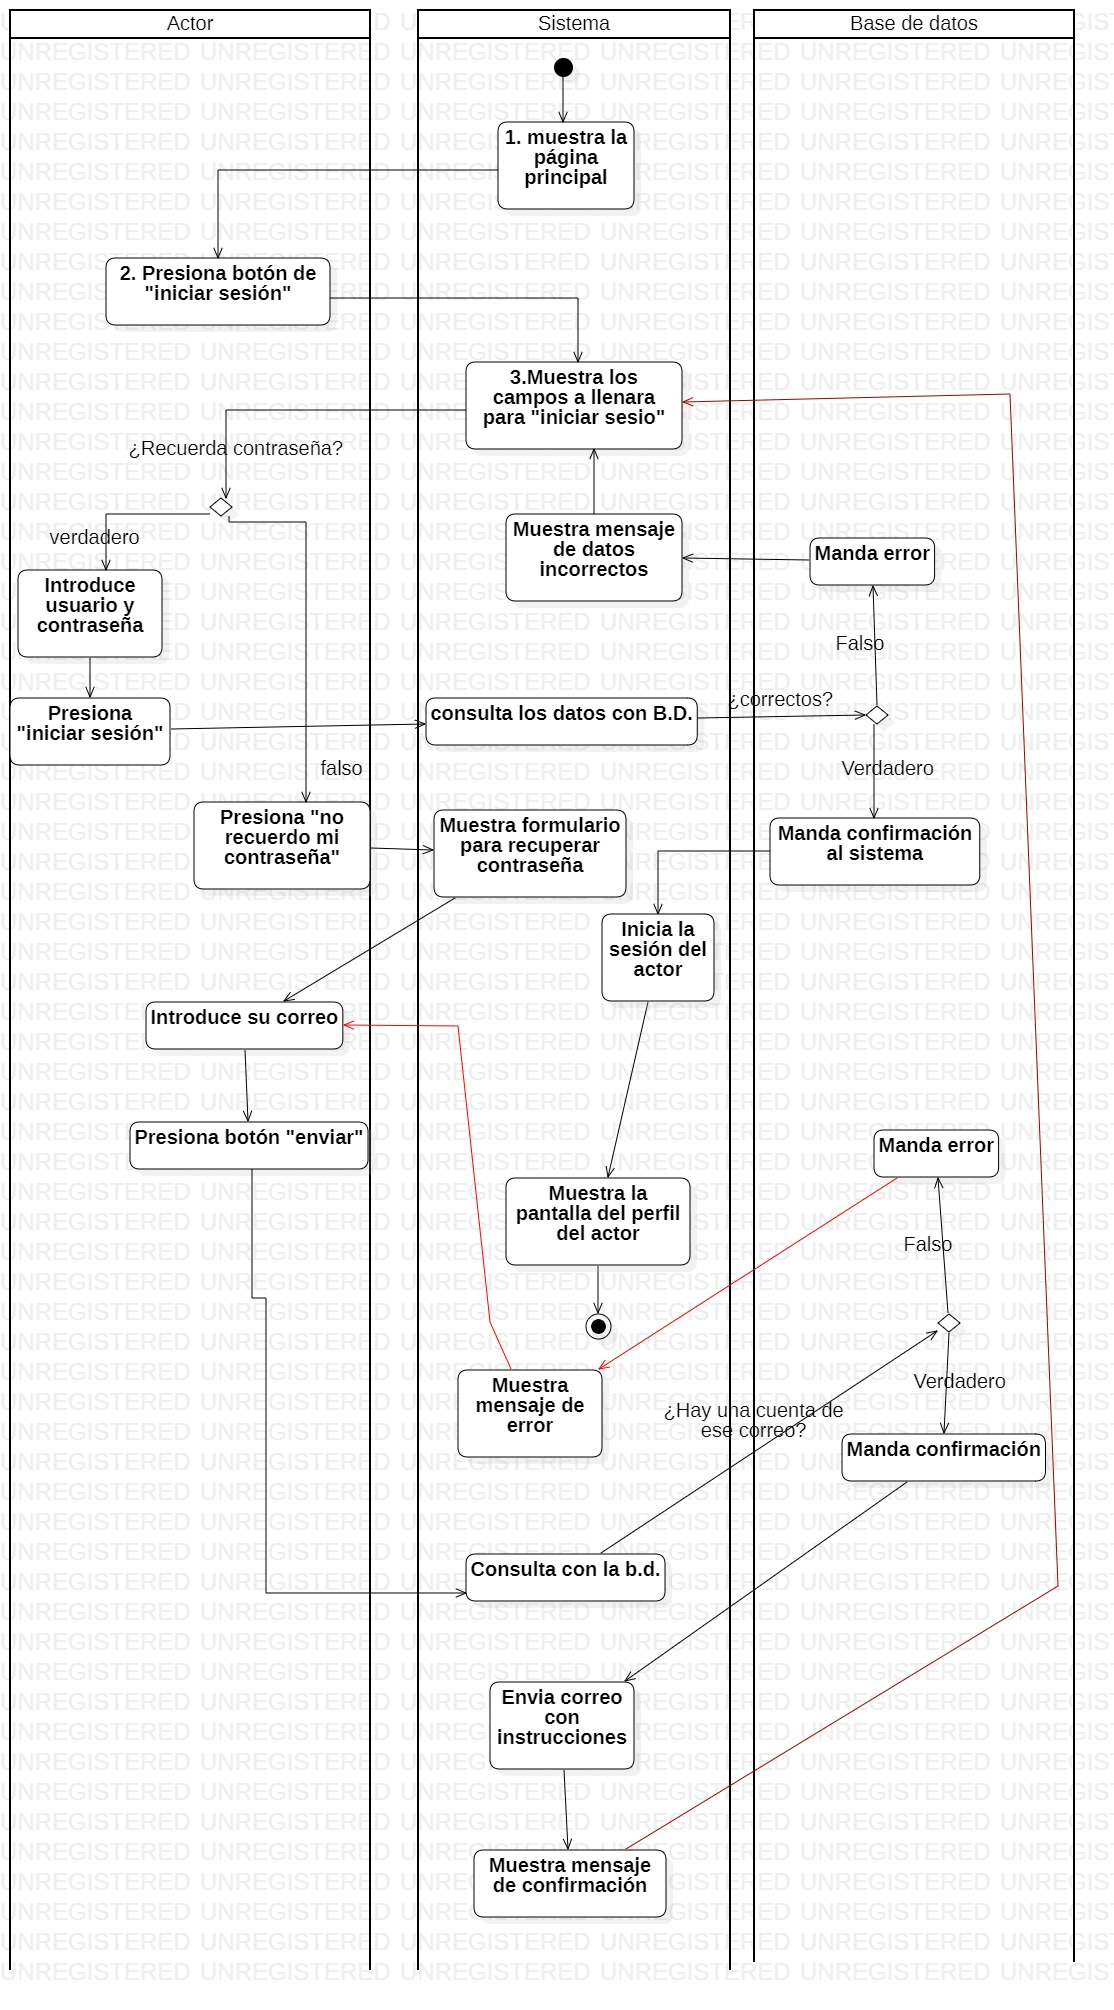 Actor
Sistema
Base de datos
1. muestra la
página
principal
2. Presiona botón de
"iniciar sesión"
3.Muestra los
campos a llenara
para "iniciar sesio"
¿Recuerda contraseña?
verdadero
Muestra mensaje
de datos
incorrectos
Manda error
Introduce
usuario y
contraseña
Falso
Presiona
"iniciar sesión"
consulta los datos con B.D.
¿correctos?
falso
Verdadero
Presiona "no
recuerdo mi
contraseña"
Muestra formulario
para recuperar
contraseña
Manda confirmación
al sistema
Inicia la
sesión del
actor
Introduce su correo
Presiona botón "enviar"
Manda error
Muestra la
pantalla del perfil
del actor
Falso
Muestra
mensaje de
error
¿Hay una cuenta de
ese correo?
Verdadero
Manda confirmación
Consulta con la b.d.
Envia correo
con
instrucciones
Muestra mensaje
de confirmación
UNREGISTERED